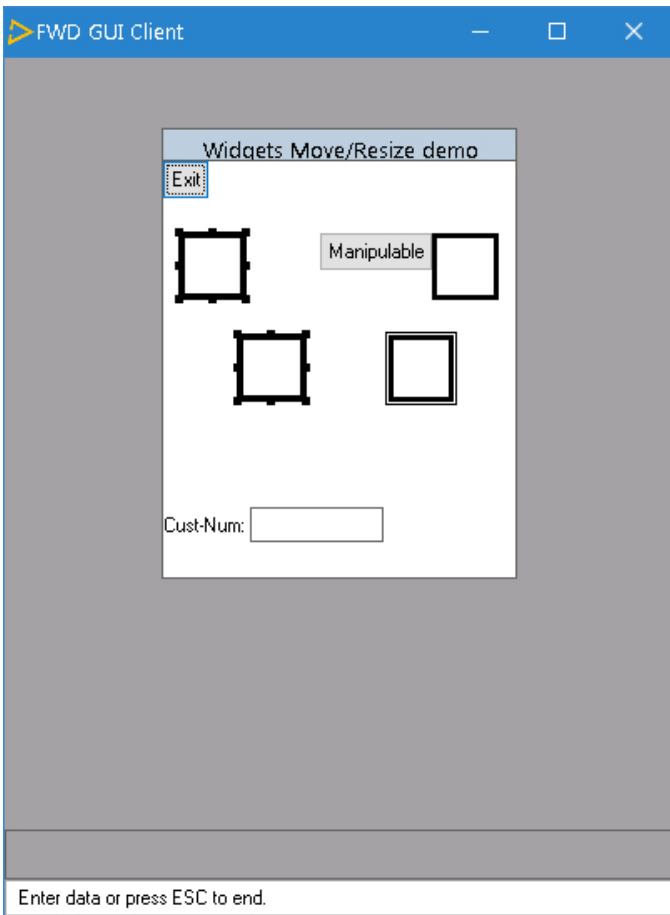 FWD GUI Client
Widgets Move/Resize demo
Exit
Manipulable
Cust-Num:
Enter data or press ESC to end.